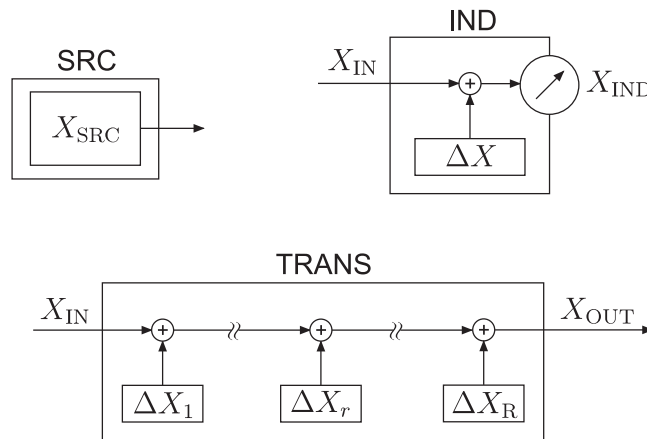 SRC
X_SRC
IND
X_IN
+
X_IND
ΔX
TRANS
X_IN
+ + +
X_OUT
ΔX_1 ΔX_r ΔX_R